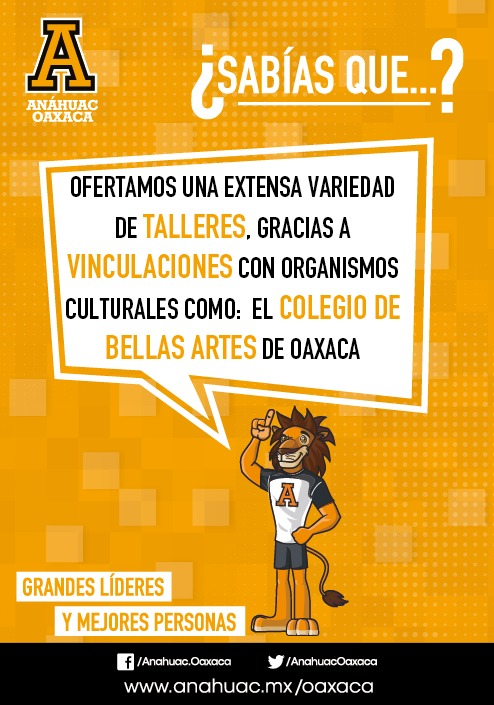 A
ANÁHUAC
OAXACA
¿SABÍAS QUE...?
OFERTAMOS UNA EXTENSA VARIEDAD
DE TALLERES, GRACIAS A
VINCULACIONES CON ORGANISMOS
CULTURALES COMO: EL COLEGIO DE
BELLAS ARTES DE OAXACA
A
GRANDES LÍDERES
Y MEJORES PERSONAS
/Anahuac.Oaxaca /AnahuacOaxaca
www.anahuac.mx/oaxaca